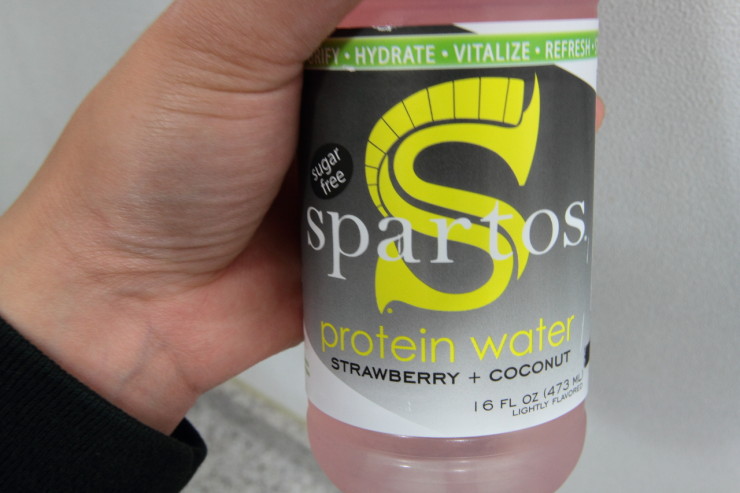 • HYDRATE • VITALIZE • REFRESH •
sugar
free
spartos
protein water
STRAWBERRY + COCONUT
16 FL OZ (473 ML)
LIGHTLY FLAVORED